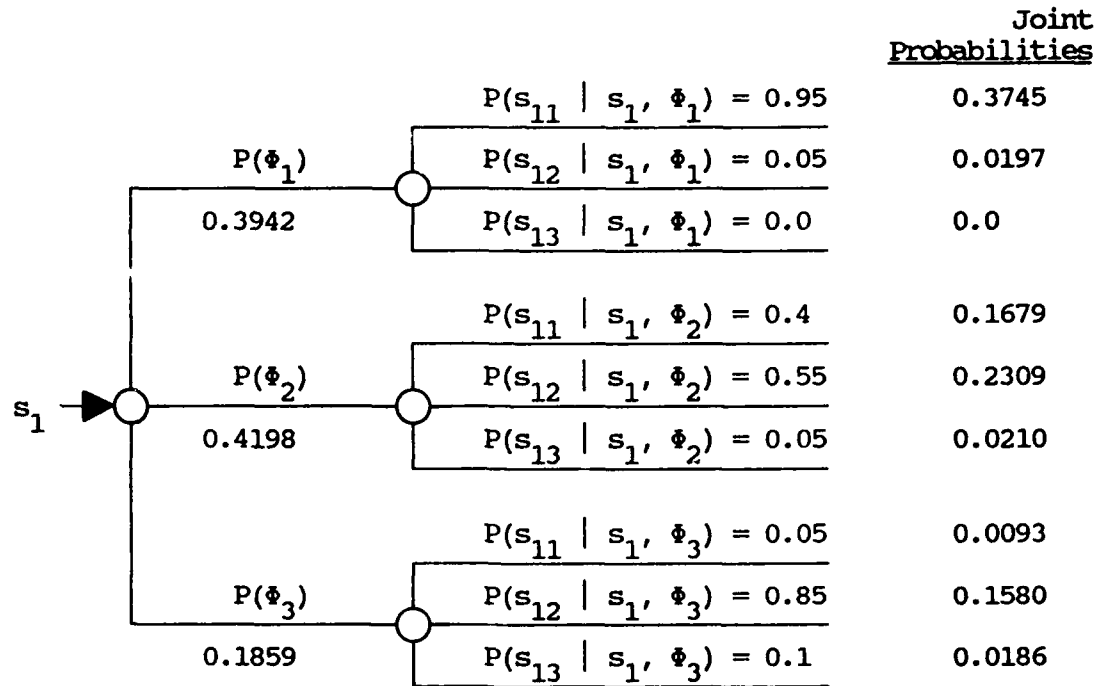 Joint
Probabilities
P(s₁₁ | s₁, Φ₁) = 0.95 0.3745
P(Φ₁) P(s₁₂ | s₁, Φ₁) = 0.05 0.0197
0.3942 P(s₁₃ | s₁, Φ₁) = 0.0 0.0
P(s₁₁ | s₁, Φ₂) = 0.4 0.1679
P(Φ₂) P(s₁₂ | s₁, Φ₂) = 0.55 0.2309
s₁
0.4198 P(s₁₃ | s₁, Φ₂) = 0.05 0.0210
P(s₁₁ | s₁, Φ₃) = 0.05 0.0093
P(Φ₃) P(s₁₂ | s₁, Φ₃) = 0.85 0.1580
0.1859 P(s₁₃ | s₁, Φ₃) = 0.1 0.0186